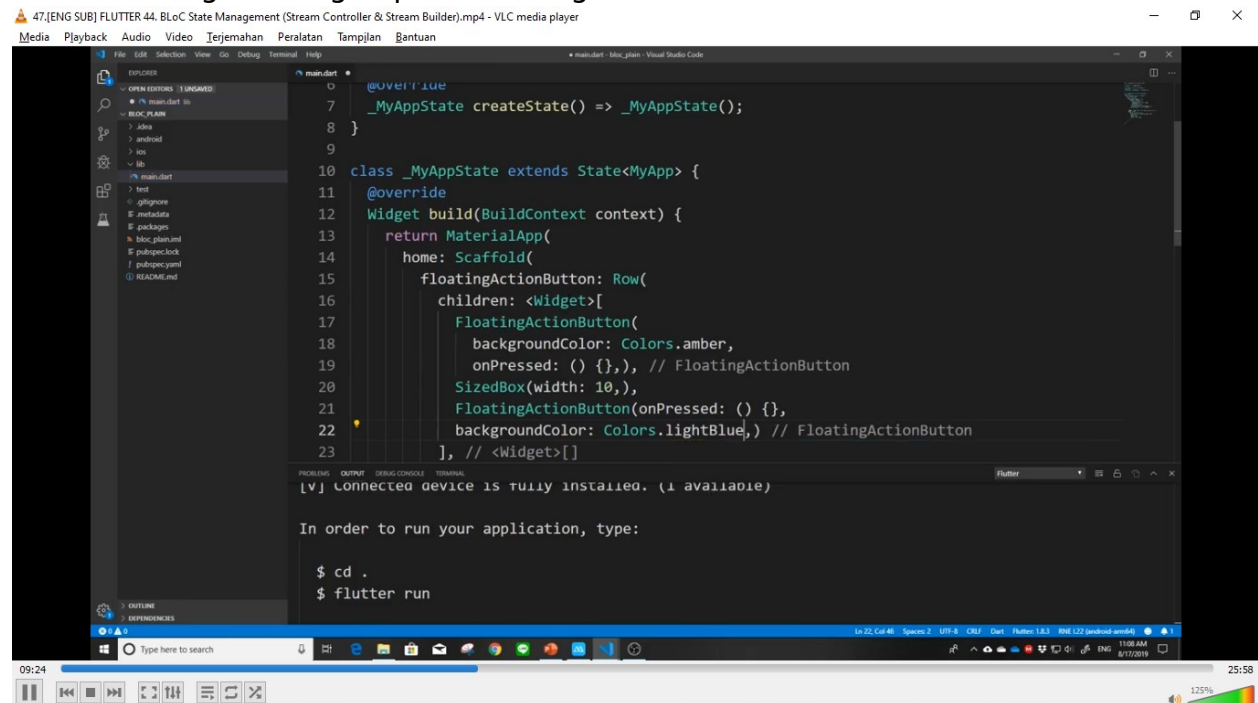 47.[ENG SUB] FLUTTER 44. BLoC State Management (Stream Controller & Stream Builder).mp4 - VLC media player
Media Playback Audio Video Terjemahan Peralatan Tampilan Bantuan
File Edit Selection View Go Debug Terminal Help
● main.dart - bloc_plain - Visual Studio Code
EXPLORER
OPEN EDITORS 1 UNSAVED
● main.dart lib
BLOC_PLAIN
> .idea
> android
> ios
lib
main.dart
> test
.gitignore
.metadata
.packages
bloc_plain.iml
pubspec.lock
! pubspec.yaml
README.md
> OUTLINE
> DEPENDENCIES
main.dart ●
6 @override
7 _MyAppState createState() => _MyAppState();
8 }
9
10 class _MyAppState extends State<MyApp> {
11 @override
12 Widget build(BuildContext context) {
13 return MaterialApp(
14 home: Scaffold(
15 floatingActionButton: Row(
16 children: <Widget>[
17 FloatingActionButton(
18 backgroundColor: Colors.amber,
19 onPressed: () {},), // FloatingActionButton
20 SizedBox(width: 10,),
21 FloatingActionButton(onPressed: () {},
22 backgroundColor: Colors.lightBlue,) // FloatingActionButton
23 ], // <Widget>[]
PROBLEMS OUTPUT DEBUG CONSOLE TERMINAL
Flutter
[√] Connected device is fully installed. (1 available)
In order to run your application, type:
$ cd .
$ flutter run
0 0
Ln 22, Col 46 Spaces: 2 UTF-8 CRLF Dart Flutter: 1.8.3 RNE L22 (android-arm64) 1
Type here to search
ENG
11:08 AM
8/17/2019
09:24
25:58
125%